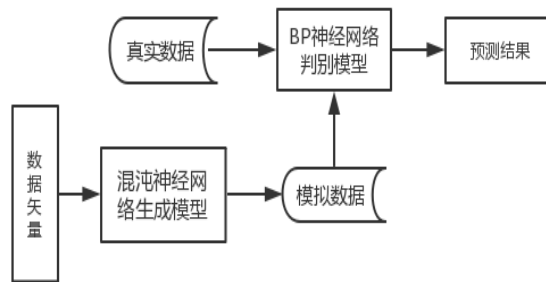 真实数据
BP神经网络
判别模型
预测结果
数
据
矢
量
混沌神经网
络生成模型
模拟数据